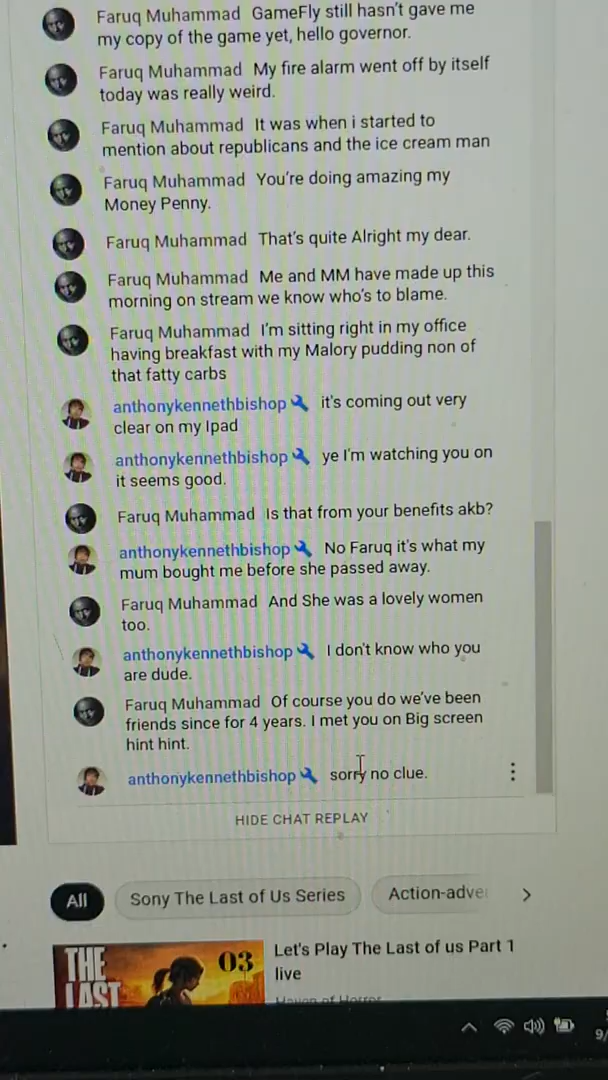 Faruq Muhammad GameFly still hasn't gave me
my copy of the game yet, hello governor.
Faruq Muhammad My fire alarm went off by itself
today was really weird.
Faruq Muhammad It was when i started to
mention about republicans and the ice cream man
Faruq Muhammad You're doing amazing my
Money Penny.
Faruq Muhammad That's quite Alright my dear.
Faruq Muhammad Me and MM have made up this
morning on stream we know who's to blame.
Faruq Muhammad I'm sitting right in my office
having breakfast with my Malory pudding non of
that fatty carbs
anthonykennethbishop it's coming out very
clear on my Ipad
anthonykennethbishop ye I'm watching you on
it seems good.
Faruq Muhammad Is that from your benefits akb?
anthonykennethbishop No Faruq it's what my
mum bought me before she passed away.
Faruq Muhammad And She was a lovely women
too.
anthonykennethbishop I don't know who you
are dude.
Faruq Muhammad Of course you do we've been
friends since for 4 years. I met you on Big screen
hint hint.
anthonykennethbishop sorry no clue.
HIDE CHAT REPLAY
All Sony The Last of Us Series Action-adve
THE
LAST
03
Let's Play The Last of us Part 1
live